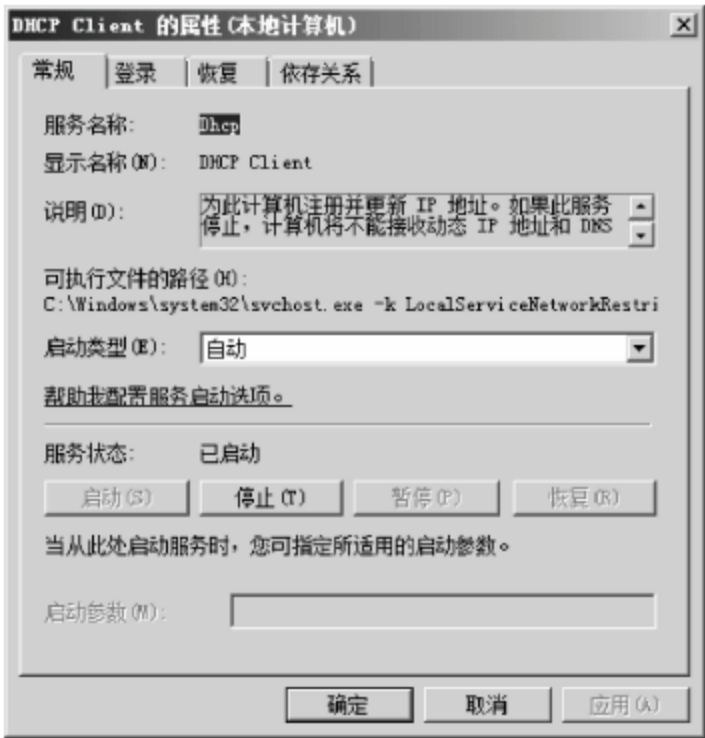 DHCP Client 的属性(本地计算机)
常规 登录 恢复 依存关系
服务名称: Dhcp
显示名称(N): DHCP Client
说明(D): 为此计算机注册并更新 IP 地址。如果此服务
停止，计算机将不能接收动态 IP 地址和 DNS
可执行文件的路径(H):
C:\Windows\system32\svchost.exe -k LocalServiceNetworkRestri
启动类型(E): 自动
帮助我配置服务启动选项。
服务状态: 已启动
启动(S) 停止(T) 暂停(P) 恢复(R)
当从此处启动服务时，您可指定所适用的启动参数。
启动参数(M):
确定 取消 应用(A)